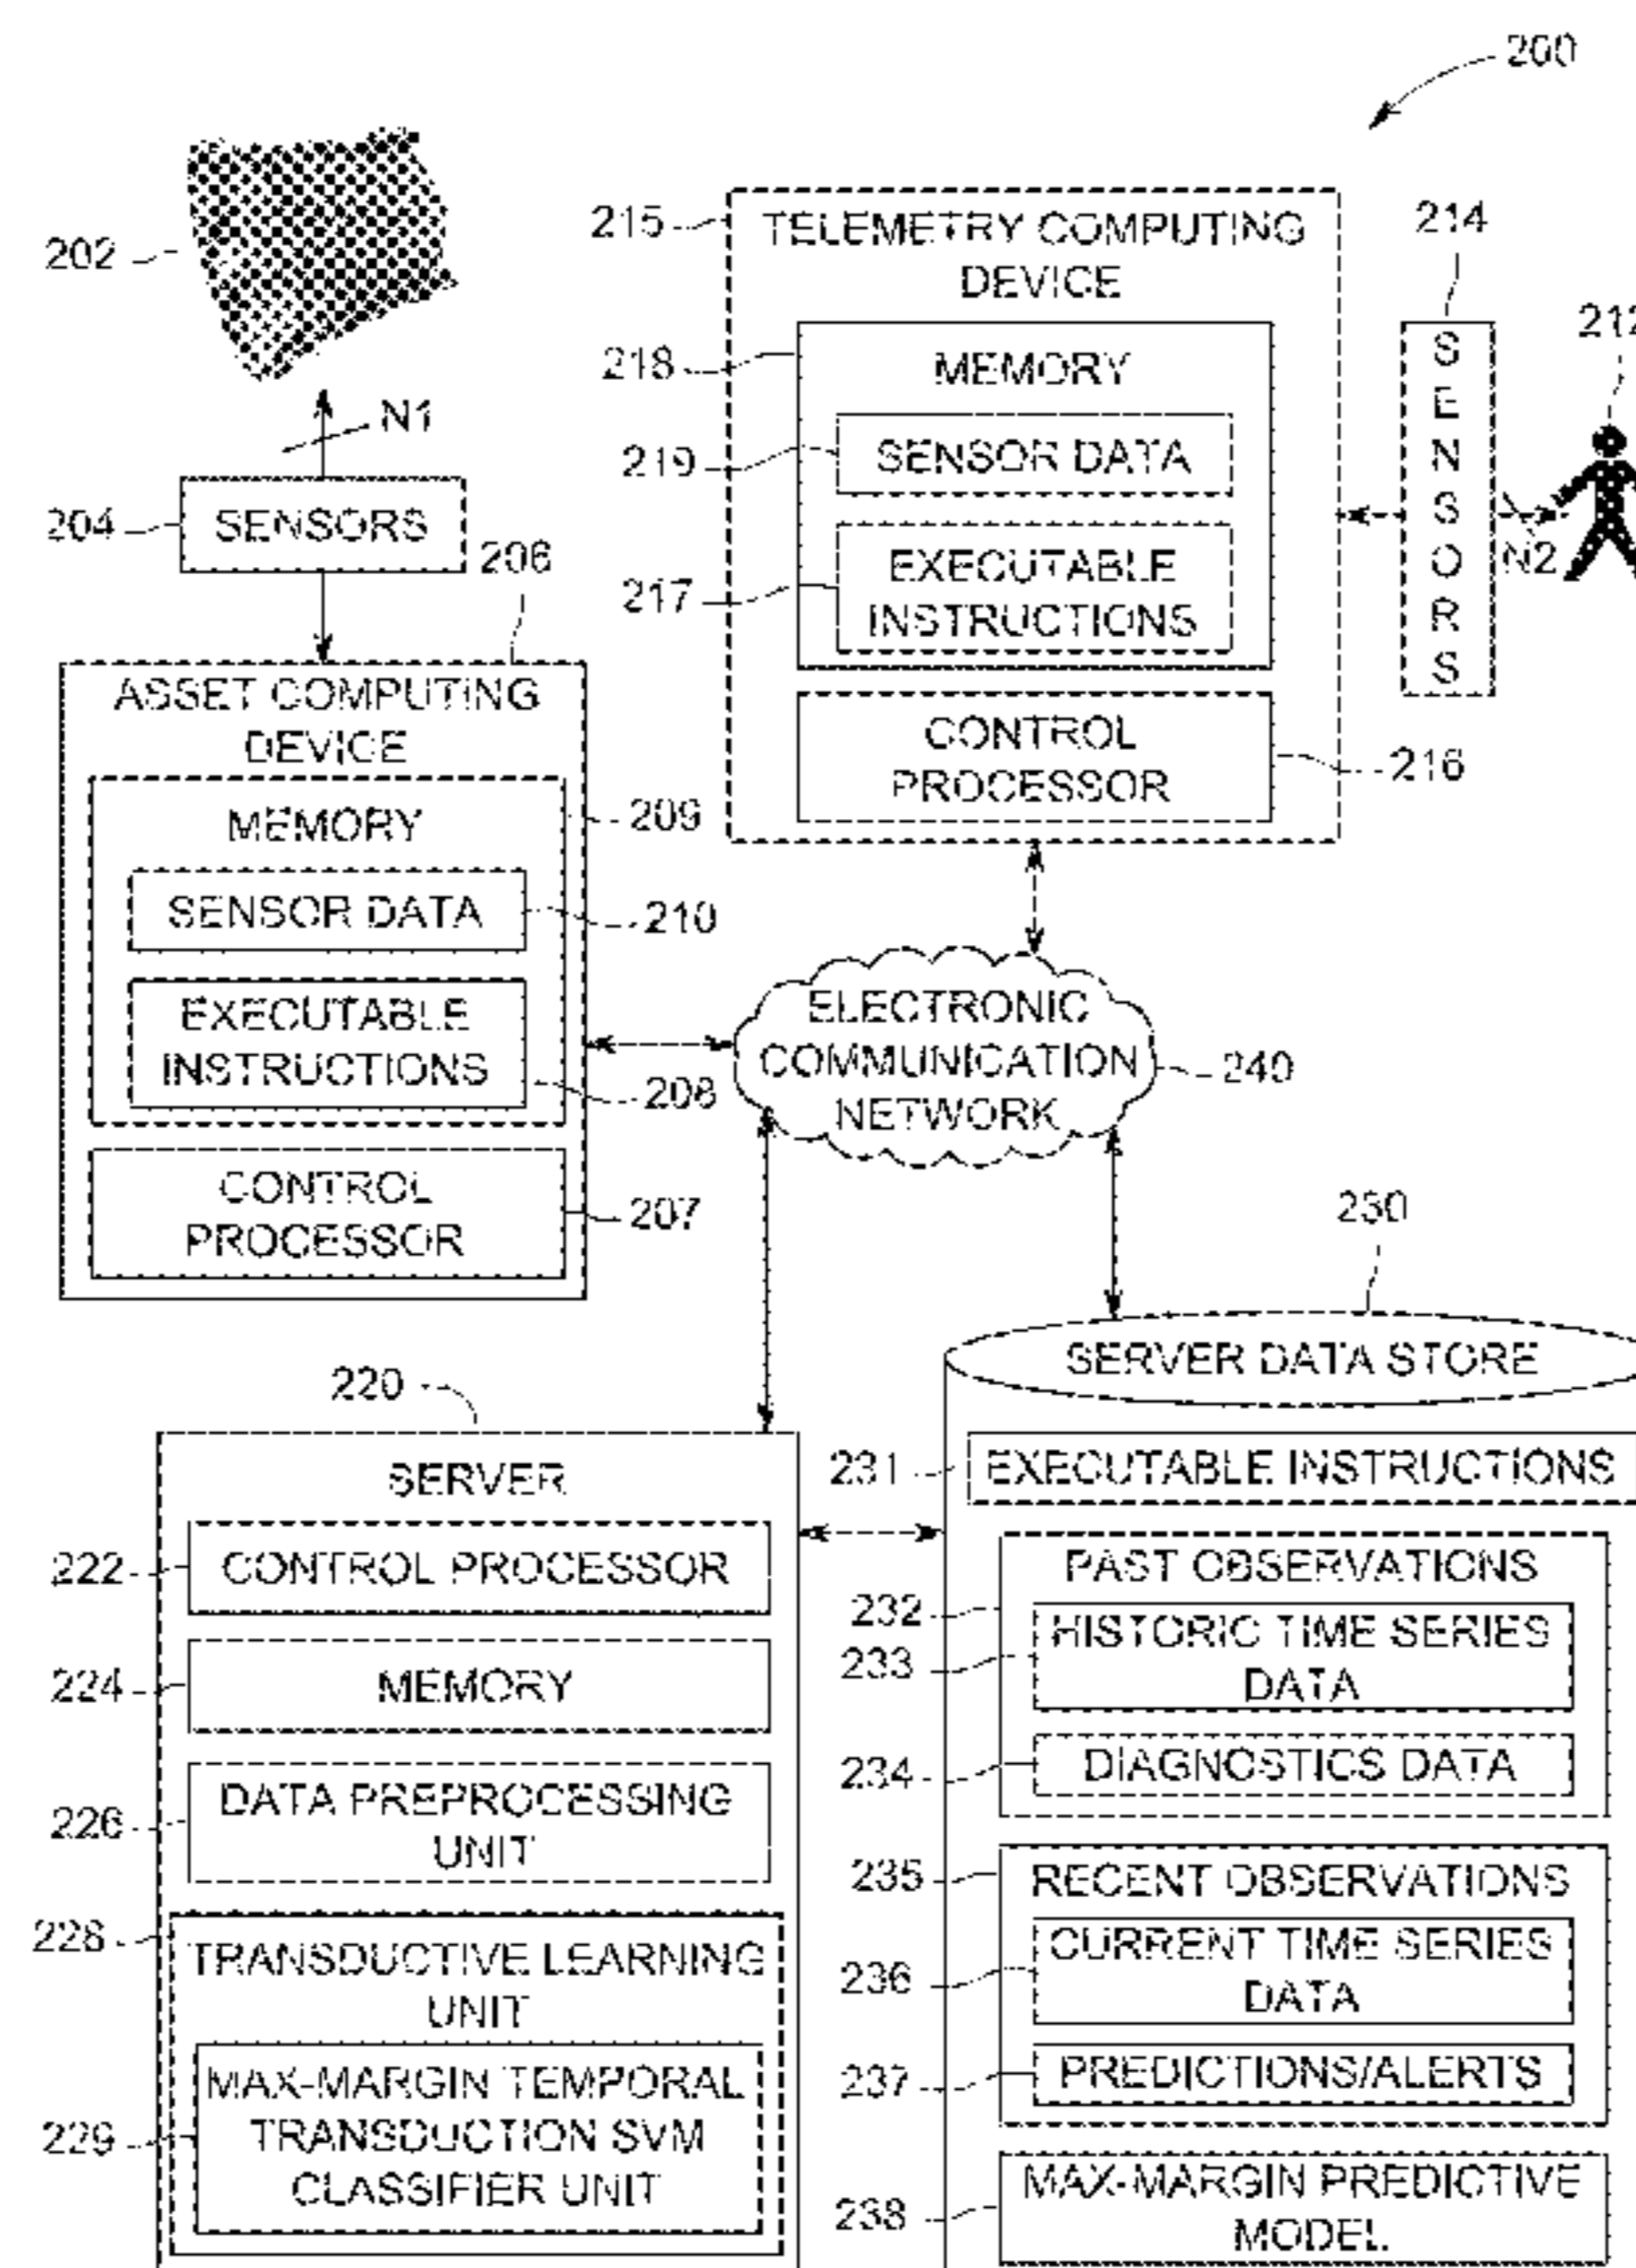 200
202
N1
204
SENSORS
206
ASSET COMPUTING
DEVICE
MEMORY
209
SENSOR DATA
210
EXECUTABLE
INSTRUCTIONS
208
CONTROL
PROCESSOR
207
215
TELEMETRY COMPUTING
DEVICE
218
MEMORY
219
SENSOR DATA
217
EXECUTABLE
INSTRUCTIONS
CONTROL
PROCESSOR
216
214
SENSORS
N2
212
ELECTRONIC
COMMUNICATION
NETWORK
240
220
SERVER
222
CONTROL PROCESSOR
224
MEMORY
226
DATA PREPROCESSING
UNIT
228
TRANSDUCTIVE LEARNING
UNIT
229
MAX-MARGIN TEMPORAL
TRANSDUCTION SVM
CLASSIFIER UNIT
230
SERVER DATA STORE
231
EXECUTABLE INSTRUCTIONS
PAST OBSERVATIONS
232
HISTORIC TIME SERIES
DATA
233
234
DIAGNOSTICS DATA
235
RECENT OBSERVATIONS
CURRENT TIME SERIES
DATA
236
237
PREDICTIONS/ALERTS
238
MAX-MARGIN PREDICTIVE
MODEL